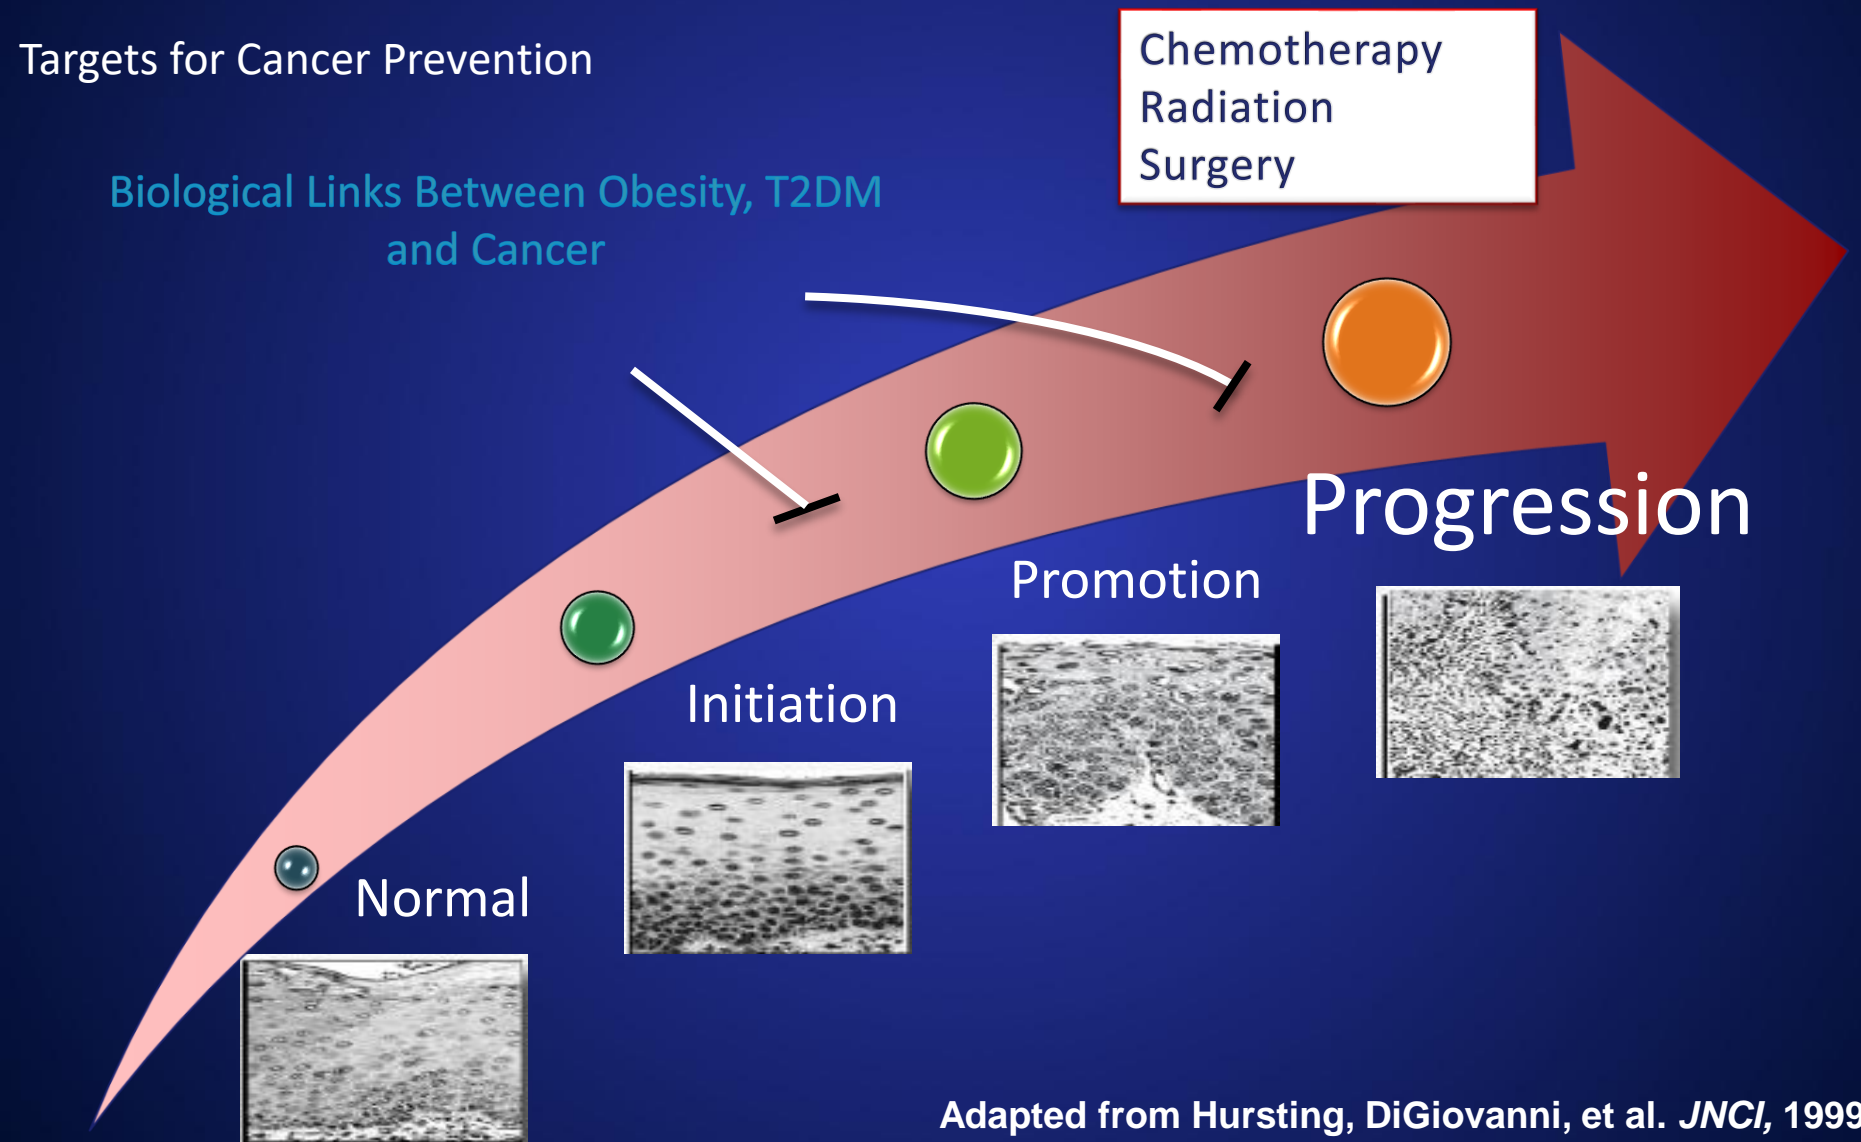 Targets for Cancer Prevention
Chemotherapy
Radiation
Surgery
Biological Links Between Obesity, T2DM
and Cancer
Progression
Promotion
Initiation
Normal
Adapted from Hursting, DiGiovanni, et al. JNCI, 1999